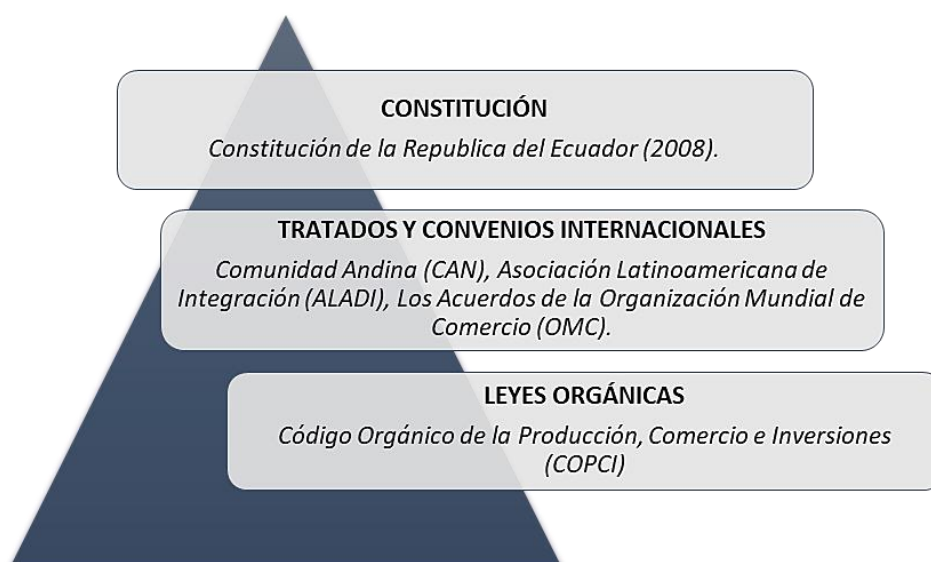 CONSTITUCIÓN
Constitución de la Republica del Ecuador (2008).
TRATADOS Y CONVENIOS INTERNACIONALES
Comunidad Andina (CAN), Asociación Latinoamericana de
Integración (ALADI), Los Acuerdos de la Organización Mundial de
Comercio (OMC).
LEYES ORGÁNICAS
Código Orgánico de la Producción, Comercio e Inversiones
(COPCI)